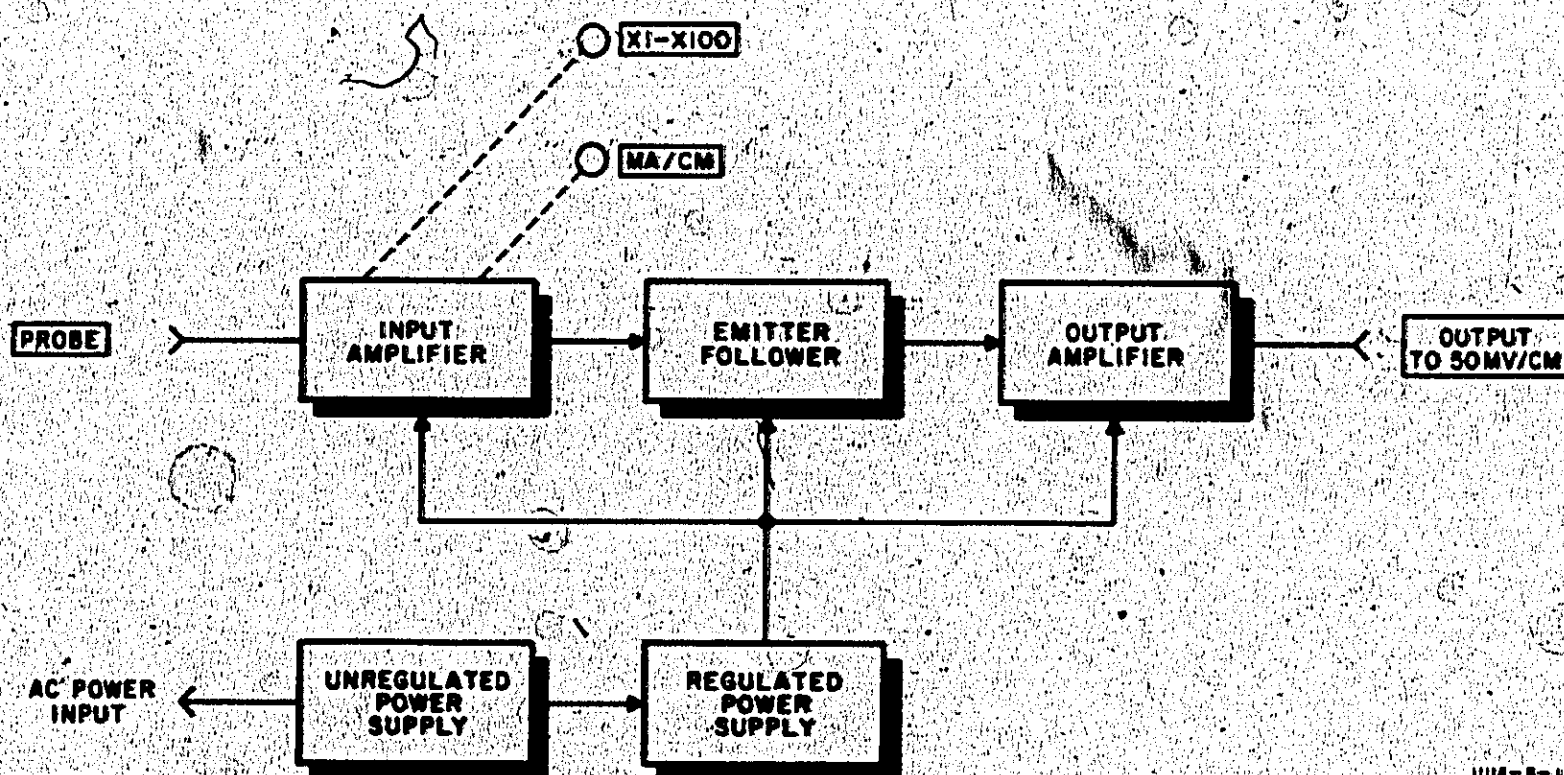 X1-X100
MA/CM
PROBE
INPUT
AMPLIFIER
EMITTER
FOLLOWER
OUTPUT
AMPLIFIER
OUTPUT
TO 50MV/CM
AC POWER
INPUT
UNREGULATED
POWER
SUPPLY
REGULATED
POWER
SUPPLY